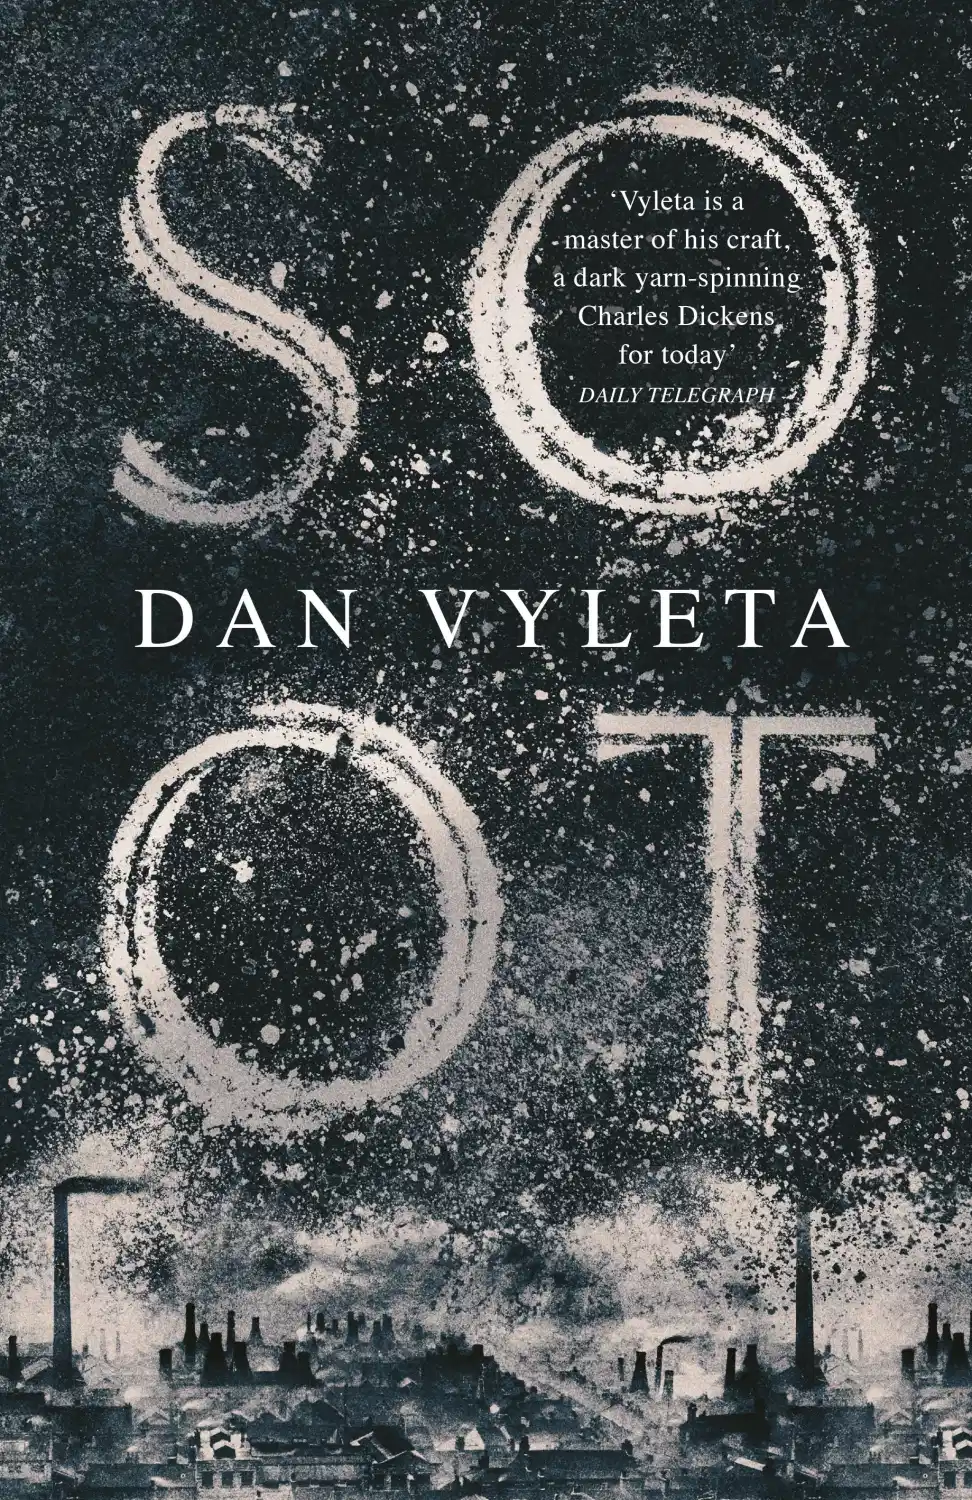 SO
‘Vyleta is a
master of his craft,
a dark yarn-spinning
Charles Dickens
for today’
DAILY TELEGRAPH
DAN VYLETA
OT